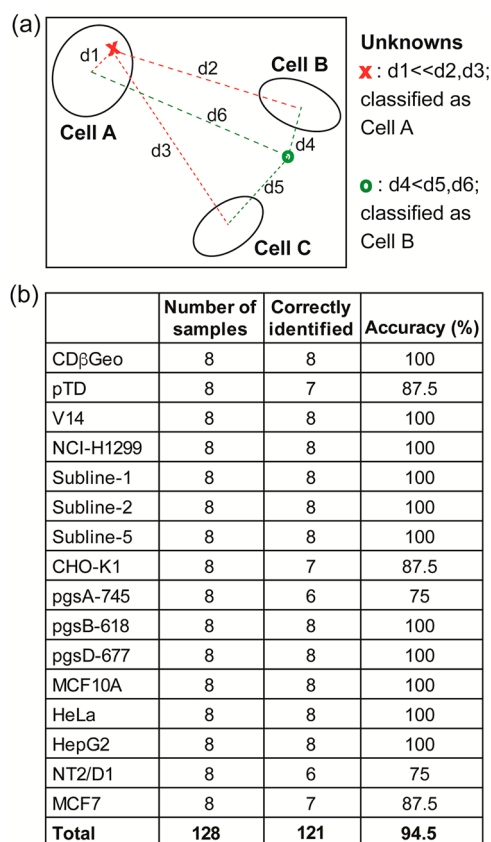 (a)
d1
d2
Cell B
Cell A
d6
d4
d3
d5
Cell C
Unknowns
x : d1<<d2,d3;
classified as
Cell A
o : d4<d5,d6;
classified as
Cell B
(b)
Number of samples Correctly identified Accuracy (%)
CDβGeo 8 8 100
pTD 8 7 87.5
V14 8 8 100
NCI-H1299 8 8 100
Subline-1 8 8 100
Subline-2 8 8 100
Subline-5 8 8 100
CHO-K1 8 7 87.5
pgsA-745 8 6 75
pgsB-618 8 8 100
pgsD-677 8 8 100
MCF10A 8 8 100
HeLa 8 8 100
HepG2 8 8 100
NT2/D1 8 6 75
MCF7 8 7 87.5
Total 128 121 94.5